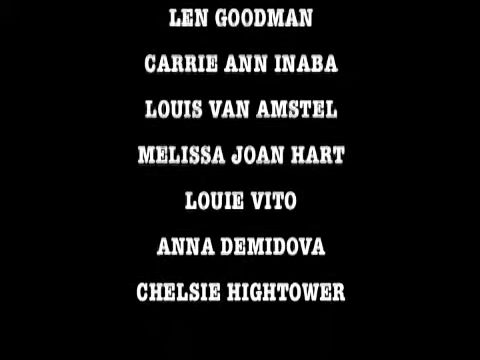 LEN GOODMAN
CARRIE ANN INABA
LOUIS VAN AMSTEL
MELISSA JOAN HART
LOUIE VITO
ANNA DEMIDOVA
CHELSIE HIGHTOWER